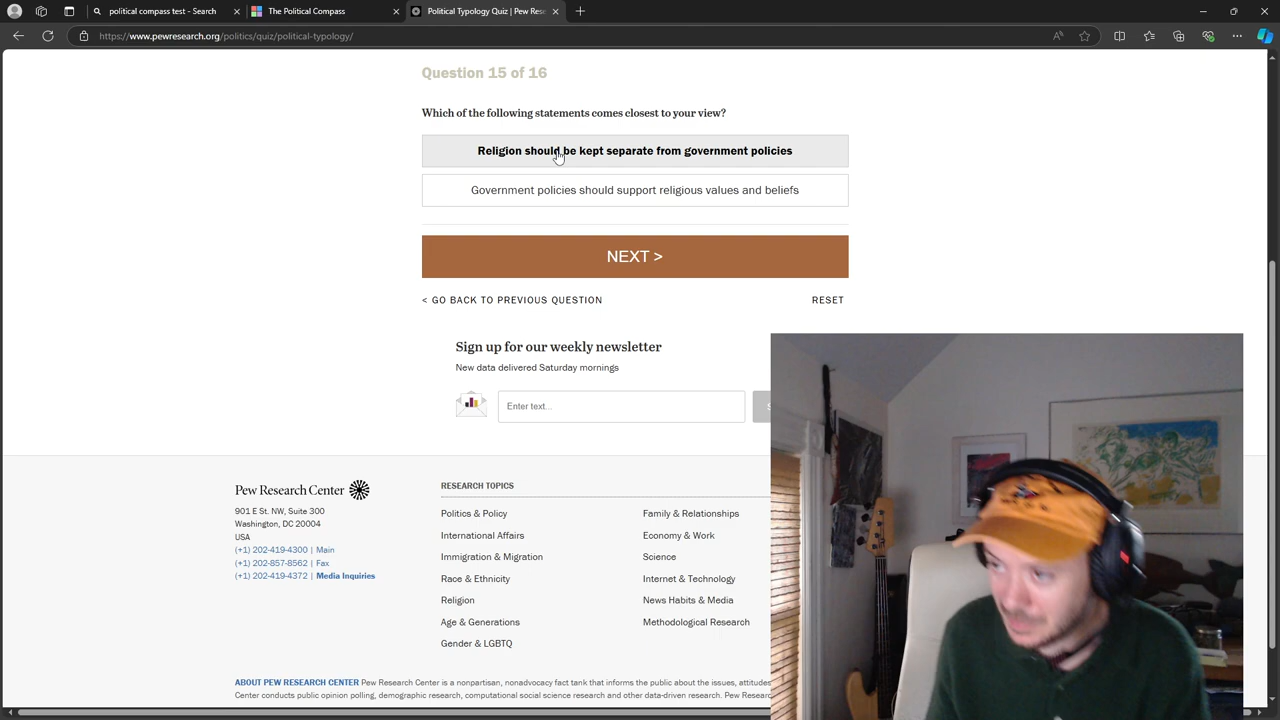 political compass test - Search
The Political Compass
Political Typology Quiz | Pew Res
https://www.pewresearch.org/politics/quiz/political-typology/
Question 15 of 16
Which of the following statements comes closest to your view?
Religion should be kept separate from government policies
Government policies should support religious values and beliefs
NEXT >
< GO BACK TO PREVIOUS QUESTION
RESET
Sign up for our weekly newsletter
New data delivered Saturday mornings
Enter text...
Pew Research Center
901 E St. NW, Suite 300
Washington, DC 20004
USA
(+1) 202-419-4300 | Main
(+1) 202-857-8562 | Fax
(+1) 202-419-4372 | Media Inquiries
RESEARCH TOPICS
Politics & Policy
International Affairs
Immigration & Migration
Race & Ethnicity
Religion
Age & Generations
Gender & LGBTQ
Family & Relationships
Economy & Work
Science
Internet & Technology
News Habits & Media
Methodological Research
ABOUT PEW RESEARCH CENTER Pew Research Center is a nonpartisan, nonadvocacy fact tank that informs the public about the issues, attitudes
Center conducts public opinion polling, demographic research, computational social science research and other data-driven research. Pew Researc